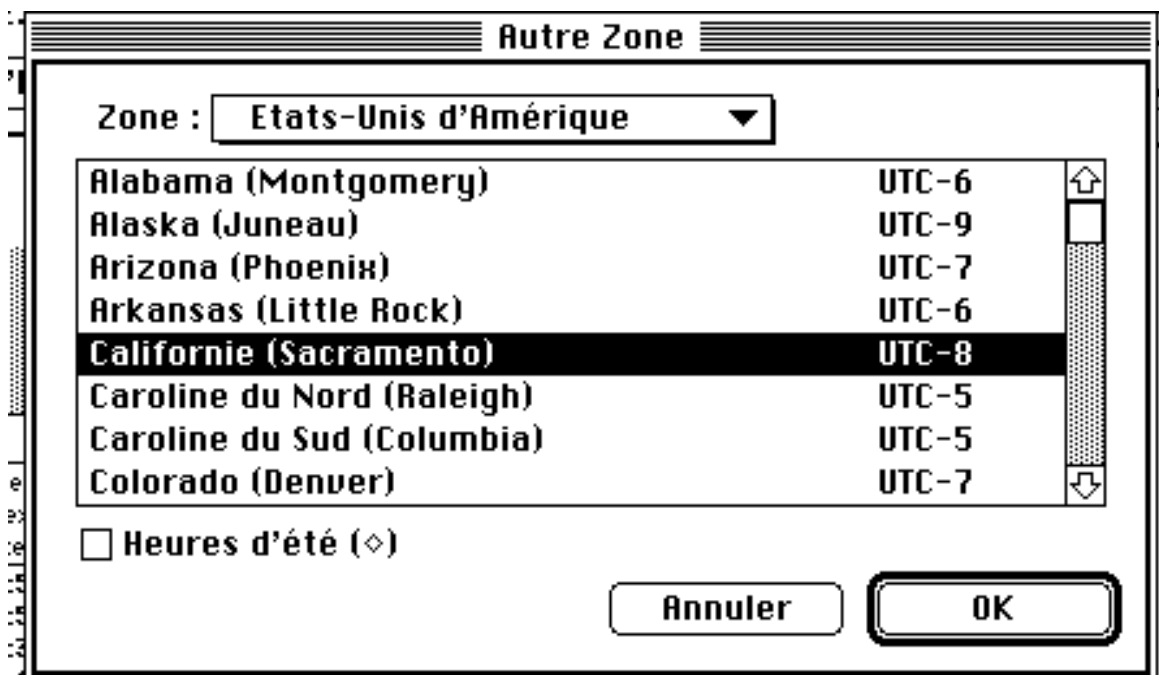 Autre Zone
Zone : Etats-Unis d'Amérique
Alabama (Montgomery) UTC-6
Alaska (Juneau) UTC-9
Arizona (Phoenix) UTC-7
Arkansas (Little Rock) UTC-6
Californie (Sacramento) UTC-8
Caroline du Nord (Raleigh) UTC-5
Caroline du Sud (Columbia) UTC-5
Colorado (Denver) UTC-7
Heures d'été (◇)
Annuler OK